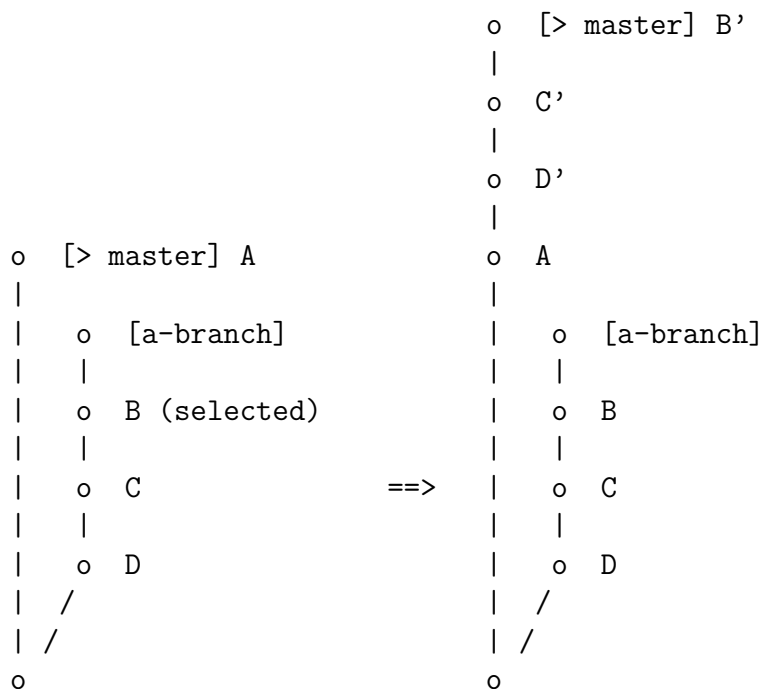 o  [> master] B’
|
o  C’
|
o  D’
|
o  [> master] A               o  A
|                             |
|   o  [a-branch]             |   o  [a-branch]
|   |                         |   |
|   o  B (selected)           |   o  B
|   |                         |   |
|   o  C               ==>    |   o  C
|   |                         |   |
|   o  D                      |   o  D
|  /                          |  /
| /                           | /
o                             o